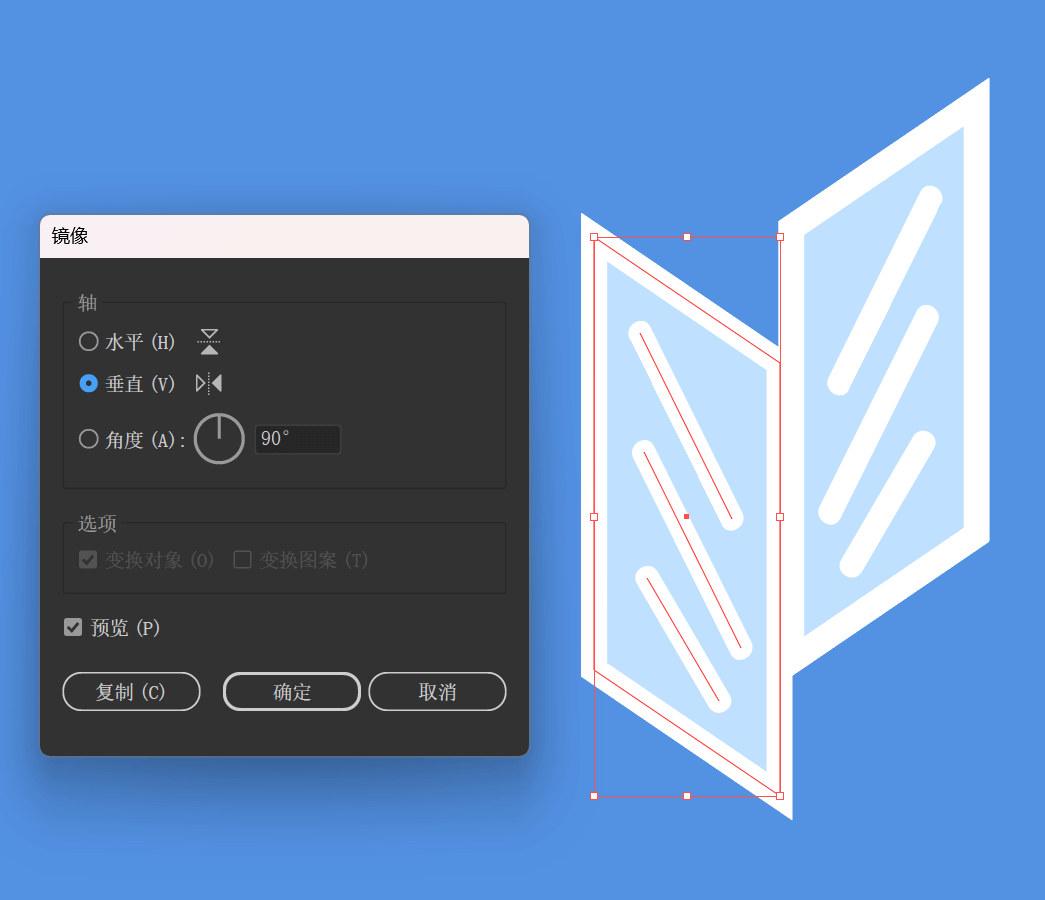 镜像
轴
水平 (H)
垂直 (V)
角度 (A): 90°
选项
变换对象 (O) 变换图案 (T)
预览 (P)
复制 (C) 确定 取消